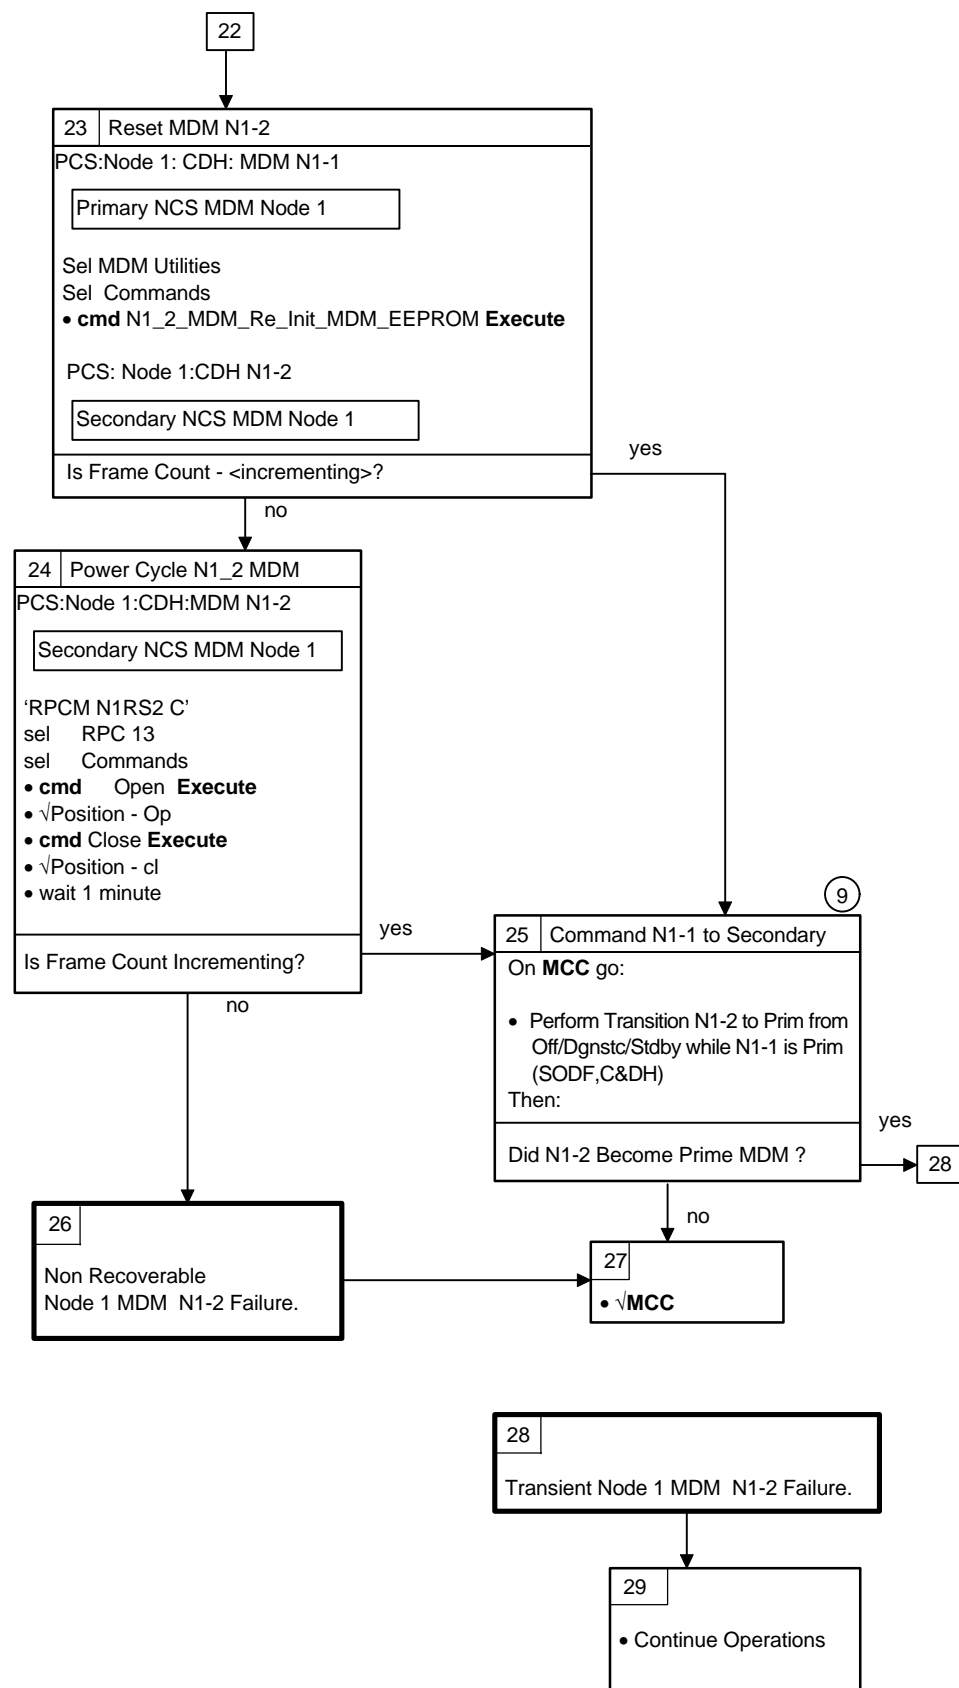 22
23 Reset MDM N1-2
PCS:Node 1: CDH: MDM N1-1
Primary NCS MDM Node 1
Sel MDM Utilities
Sel Commands
• cmd N1_2_MDM_Re_Init_MDM_EEPROM Execute
PCS: Node 1:CDH N1-2
Secondary NCS MDM Node 1
Is Frame Count - <incrementing>?
yes
no
24 Power Cycle N1_2 MDM
PCS:Node 1:CDH:MDM N1-2
Secondary NCS MDM Node 1
‘RPCM N1RS2 C’
sel RPC 13
sel Commands
• cmd Open Execute
• √Position - Op
• cmd Close Execute
• √Position - cl
• wait 1 minute
Is Frame Count Incrementing?
yes
no
9
25 Command N1-1 to Secondary
On MCC go:
• Perform Transition N1-2 to Prim from
Off/Dgnstc/Stdby while N1-1 is Prim
(SODF,C&DH)
Then:
Did N1-2 Become Prime MDM ?
yes
28
no
26
Non Recoverable
Node 1 MDM N1-2 Failure.
27
• √MCC
28
Transient Node 1 MDM N1-2 Failure.
29
• Continue Operations